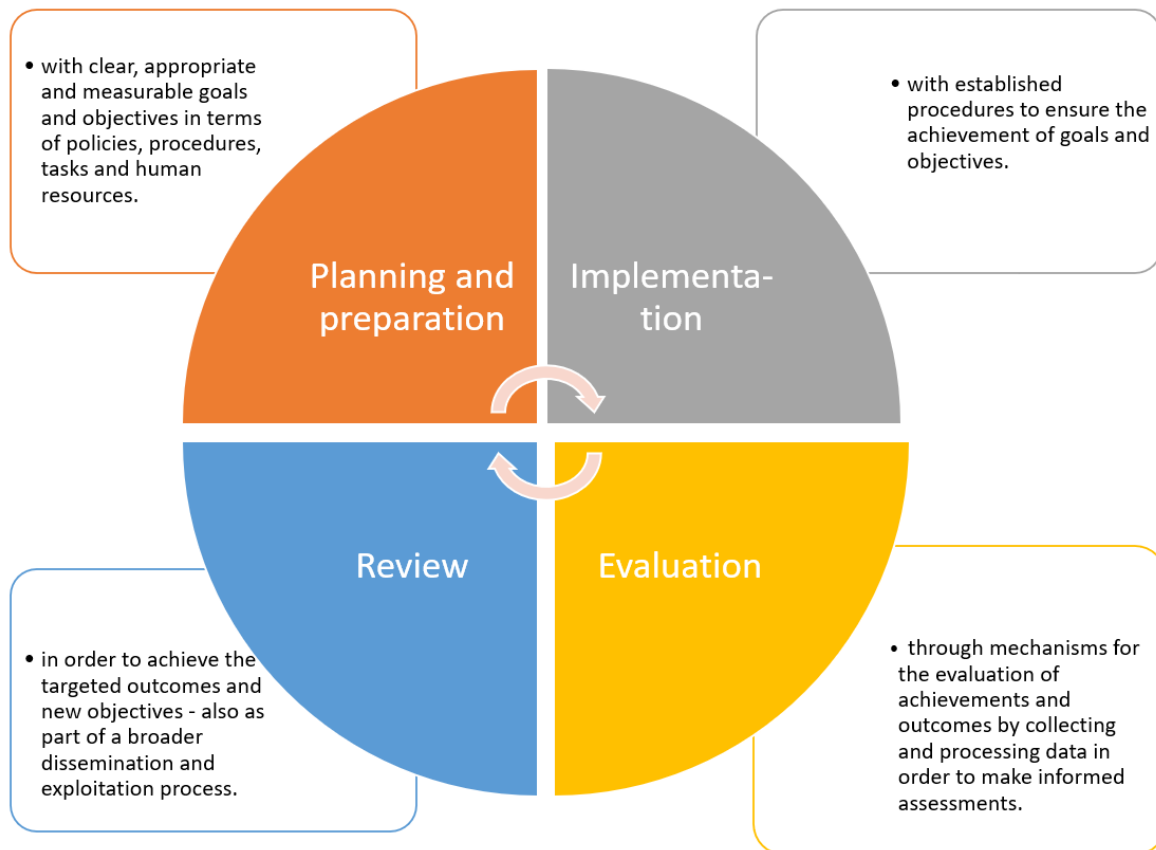 • with clear, appropriate
and measurable goals
and objectives in terms
of policies, procedures,
tasks and human
resources.
• with established
procedures to ensure the
achievement of goals and
objectives.
Planning and
preparation
Implementa-
tion
Review
Evaluation
• in order to achieve the
targeted outcomes and
new objectives - also as
part of a broader
dissemination and
exploitation process.
• through mechanisms for
the evaluation of
achievements and
outcomes by collecting
and processing data in
order to make informed
assessments.